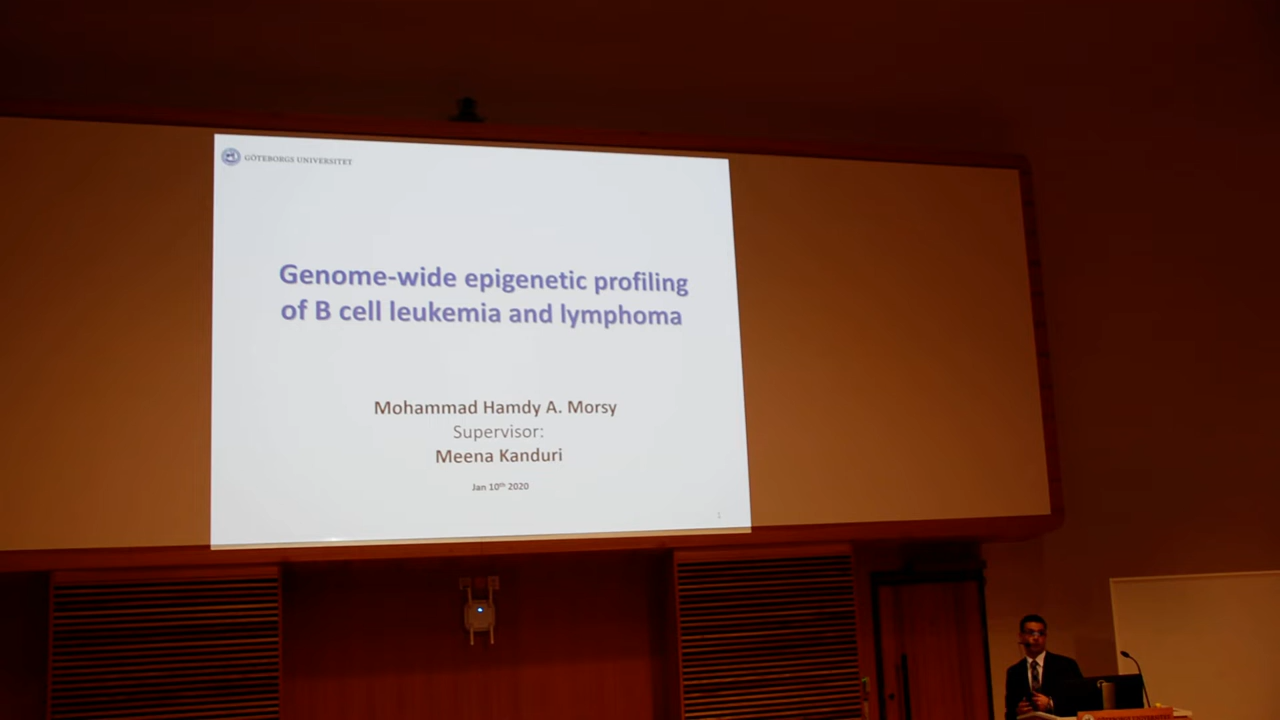 GÖTEBORGS UNIVERSITET
Genome-wide epigenetic profiling
of B cell leukemia and lymphoma
Mohammad Hamdy A. Morsy
Supervisor:
Meena Kanduri
Jan 10th 2020
1